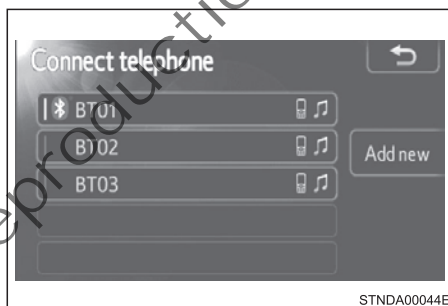 Connect telephone
BT01
BT02
Add new
BT03
STNDA00044E